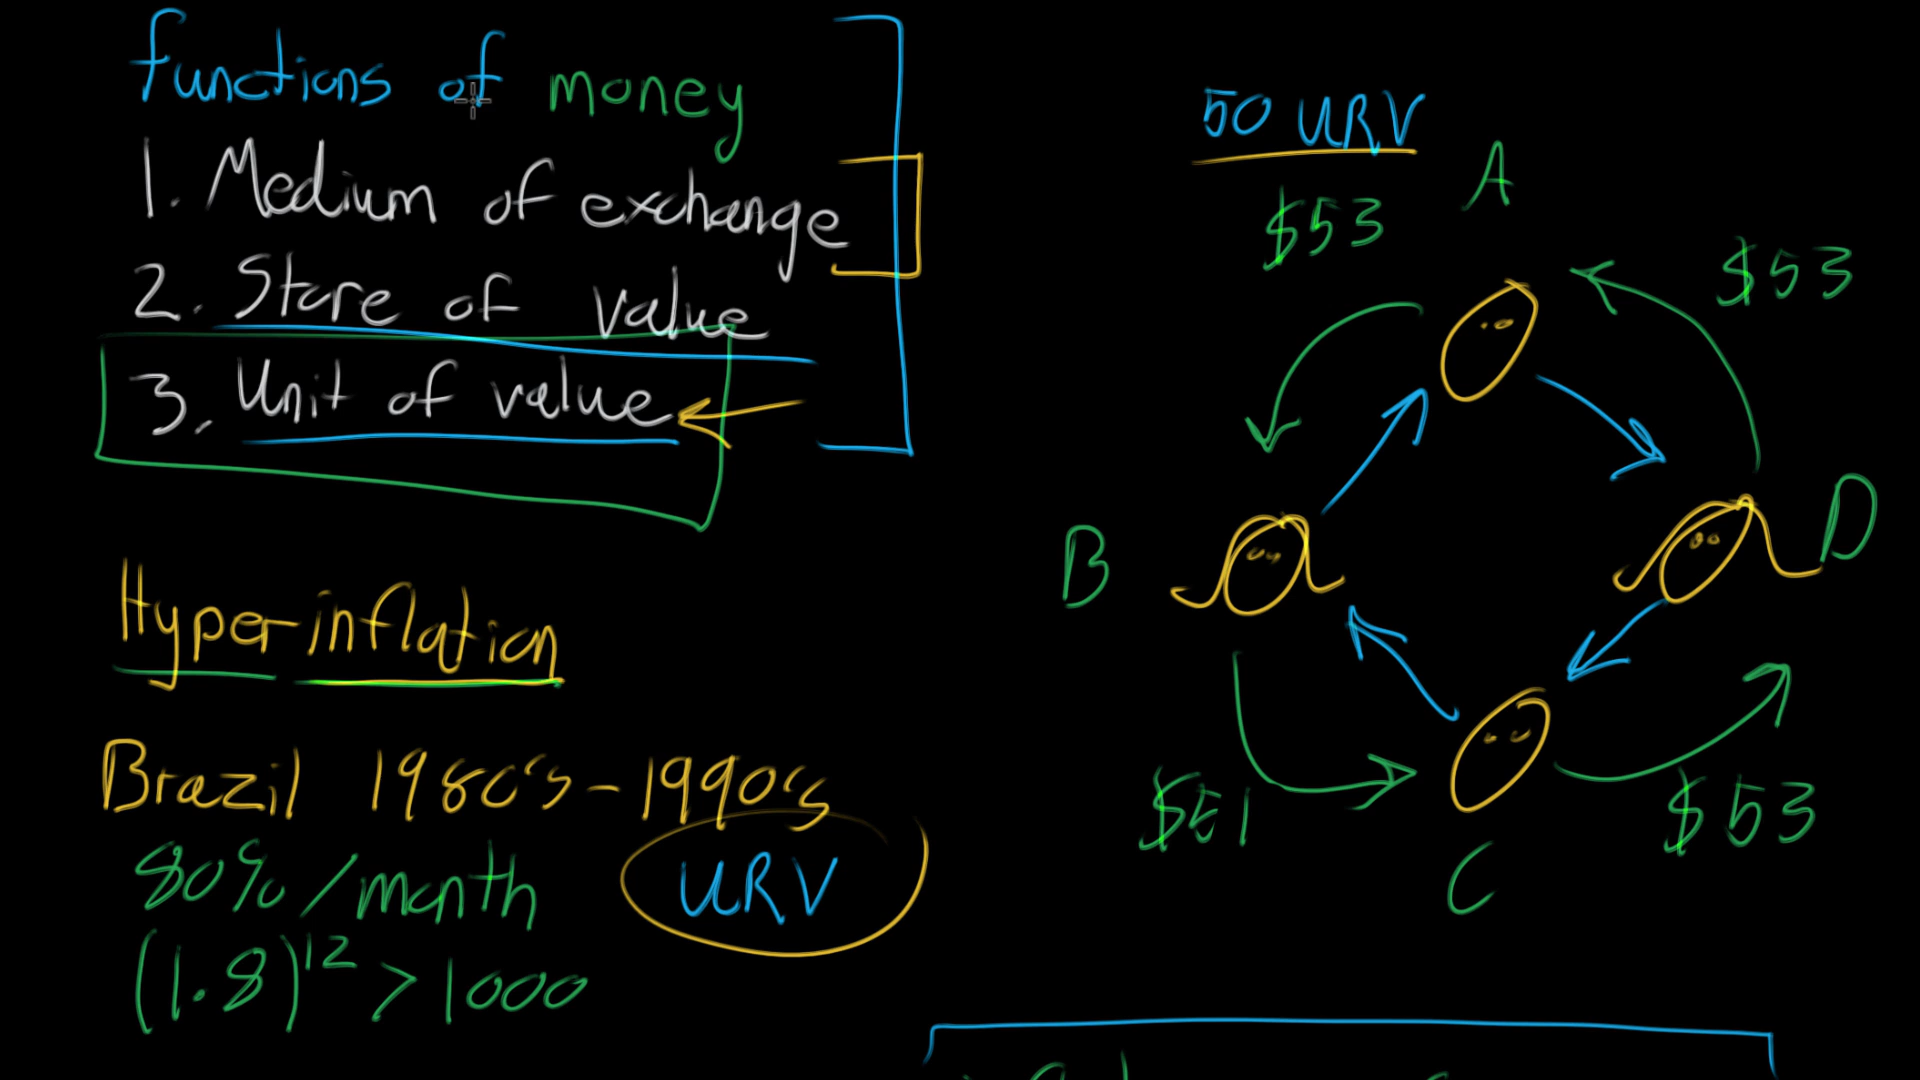 functions of money
1. Medium of exchange
2. Store of value
3. Unit of value
Hyperinflation
Brazil 1980's-1990's
80%/month
URV
(1.8)^12 > 1000
50 URV
$53
A
$53
B
D
$51
$53
C